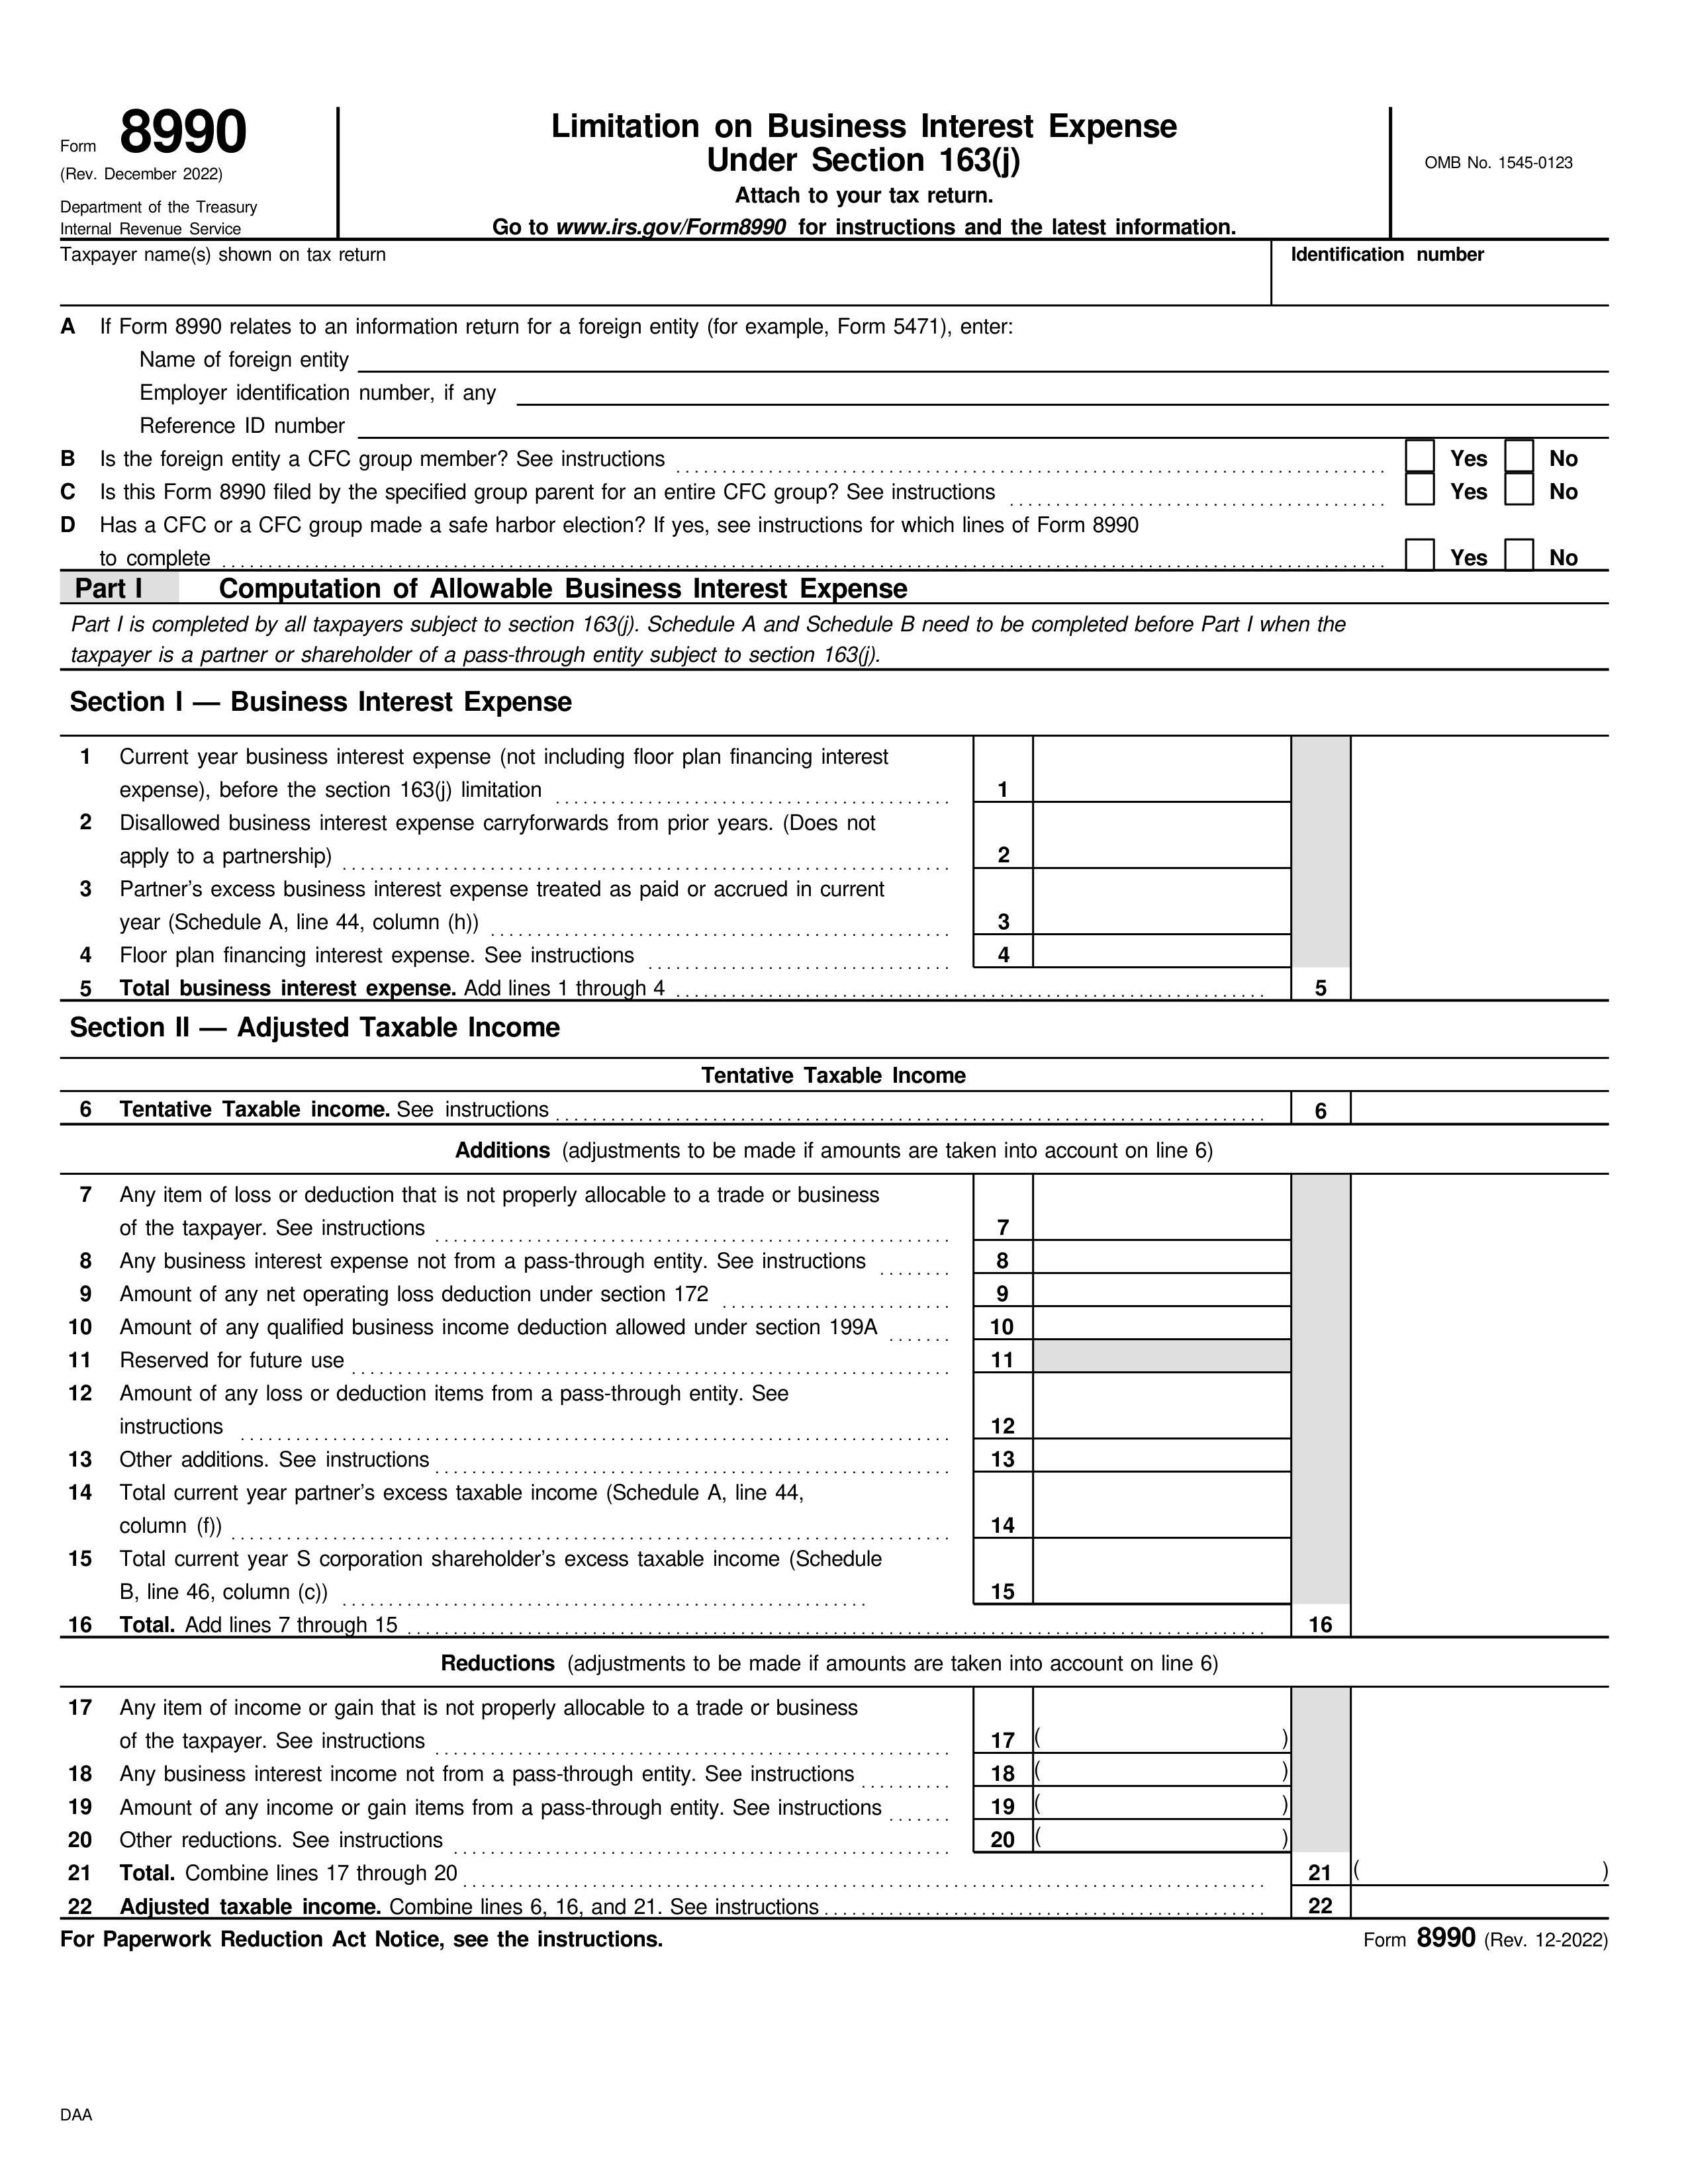 Form 8990
(Rev. December 2022)
Department of the Treasury
Internal Revenue Service
Limitation on Business Interest Expense
Under Section 163(j)
Attach to your tax return.
Go to www.irs.gov/Form8990 for instructions and the latest information.
OMB No. 1545-0123
Taxpayer name(s) shown on tax return
Identification number
A If Form 8990 relates to an information return for a foreign entity (for example, Form 5471), enter:
Name of foreign entity
Employer identification number, if any
Reference ID number
B Is the foreign entity a CFC group member? See instructions Yes No
C Is this Form 8990 filed by the specified group parent for an entire CFC group? See instructions Yes No
D Has a CFC or a CFC group made a safe harbor election? If yes, see instructions for which lines of Form 8990
to complete Yes No
Part I Computation of Allowable Business Interest Expense
Part I is completed by all taxpayers subject to section 163(j). Schedule A and Schedule B need to be completed before Part I when the
taxpayer is a partner or shareholder of a pass-through entity subject to section 163(j).
Section I — Business Interest Expense
1 Current year business interest expense (not including floor plan financing interest
expense), before the section 163(j) limitation 1
2 Disallowed business interest expense carryforwards from prior years. (Does not
apply to a partnership) 2
3 Partner's excess business interest expense treated as paid or accrued in current
year (Schedule A, line 44, column (h)) 3
4 Floor plan financing interest expense. See instructions 4
5 Total business interest expense. Add lines 1 through 4 5
Section II — Adjusted Taxable Income
Tentative Taxable Income
6 Tentative Taxable income. See instructions 6
Additions (adjustments to be made if amounts are taken into account on line 6)
7 Any item of loss or deduction that is not properly allocable to a trade or business
of the taxpayer. See instructions 7
8 Any business interest expense not from a pass-through entity. See instructions 8
9 Amount of any net operating loss deduction under section 172 9
10 Amount of any qualified business income deduction allowed under section 199A 10
11 Reserved for future use 11
12 Amount of any loss or deduction items from a pass-through entity. See
instructions 12
13 Other additions. See instructions 13
14 Total current year partner's excess taxable income (Schedule A, line 44,
column (f)) 14
15 Total current year S corporation shareholder's excess taxable income (Schedule
B, line 46, column (c)) 15
16 Total. Add lines 7 through 15 16
Reductions (adjustments to be made if amounts are taken into account on line 6)
17 Any item of income or gain that is not properly allocable to a trade or business
of the taxpayer. See instructions 17 ( )
18 Any business interest income not from a pass-through entity. See instructions 18 ( )
19 Amount of any income or gain items from a pass-through entity. See instructions 19 ( )
20 Other reductions. See instructions 20 ( )
21 Total. Combine lines 17 through 20 21 ( )
22 Adjusted taxable income. Combine lines 6, 16, and 21. See instructions 22
For Paperwork Reduction Act Notice, see the instructions.
Form 8990 (Rev. 12-2022)
DAA